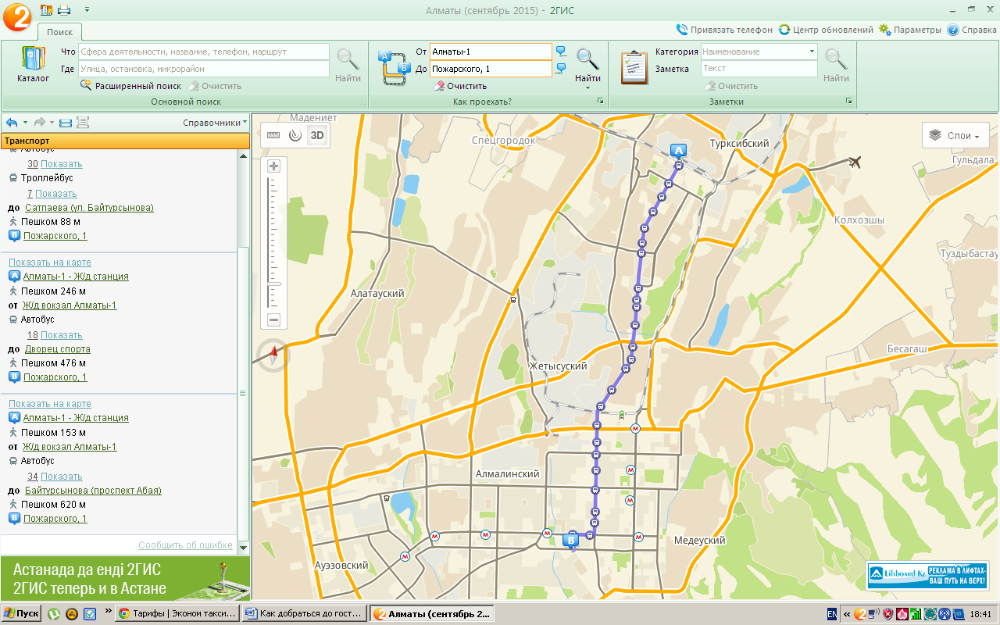 Алматы (сентябрь 2015) - 2ГИС
Поиск
Привязать телефон
Центр обновлений
Параметры
Справка
Каталог
Что Сфера деятельности, название, телефон, маршрут
Где Улица, остановка, микрорайон
Расширенный поиск Очистить
Найти
Основной поиск
От Алматы-1
До Пожарского, 1
Очистить
Найти
Как проехать?
Категория Наименование
Заметка Текст
Очистить
Найти
Заметки
Справочники
Транспорт
Автобус
30 Показать
Троллейбус
7 Показать
до Сатпаева (ул. Байтурсынова)
Пешком 88 м
B Пожарского, 1
Показать на карте
A Алматы-1 - Ж/д станция
Пешком 246 м
от Ж/д вокзал Алматы-1
Автобус
18 Показать
до Дворец спорта
Пешком 476 м
B Пожарского, 1
Показать на карте
A Алматы-1 - Ж/д станция
Пешком 153 м
от Ж/д вокзал Алматы-1
Автобус
34 Показать
до Байтурсынова (проспект Абая)
Пешком 620 м
B Пожарского, 1
Сообщить об ошибке
Астанада да енді 2ГИС
2ГИС теперь и в Астане
3D
Слои
Мадениет
Спецгородок
A
Турксибский
Гульдала
Колхозшы
Туздыбастау
Алатауский
Бесагаш
Жетысуский
М
Алмалинский
М
М
М
М
М
М
М
B
Медеуский
Ауэзовский
Liftboard-Kz
РЕКЛАМА В ЛИФТАХ-
ВАШ ПУТЬ НА ВЕРХ!
Пуск
Тарифы | Эконом такси...
Как добраться до гост...
Алматы (сентябрь 2...
EN
18:41